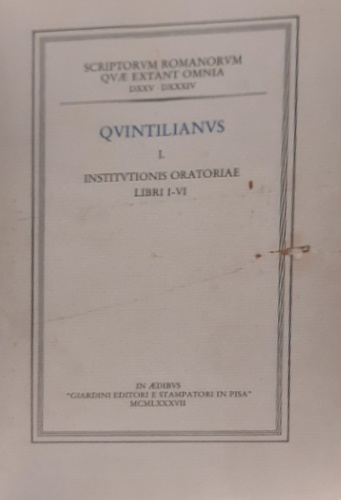 SCRIPTORVM ROMANORVM
QVÆ EXTANT OMNIA
DXXV - DXXXIV
QVINTILIANVS
I.
INSTITVTIONIS ORATORIAE
LIBRI I-VI
IN ÆDIBVS
"GIARDINI EDITORI E STAMPATORI IN PISA"
MCMLXXXVII